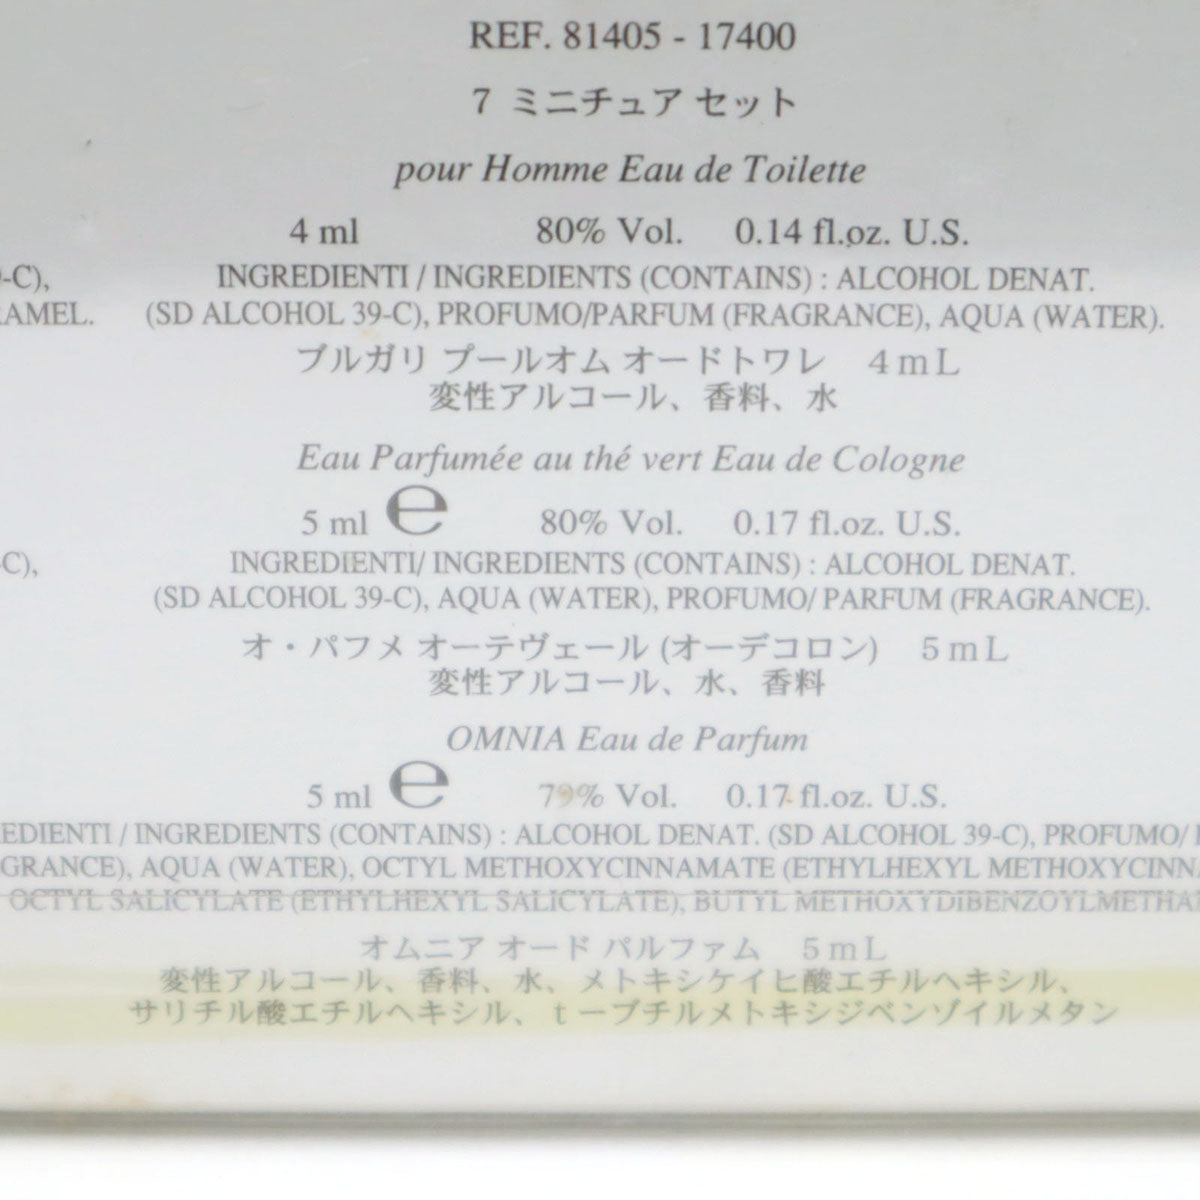 REF. 81405 - 17400
7 ミニチュア セット
pour Homme Eau de Toilette
4 ml 80% Vol. 0.14 fl.oz. U.S.
-C),
INGREDIENTI / INGREDIENTS (CONTAINS) : ALCOHOL DENAT.
AMEL.
(SD ALCOHOL 39-C), PROFUMO/PARFUM (FRAGRANCE), AQUA (WATER).
ブルガリ プールオム オードトワレ 4mL
変性アルコール、香料、水
Eau Parfumée au thé vert Eau de Cologne
5 ml e 80% Vol. 0.17 fl.oz. U.S.
C),
INGREDIENTI/ INGREDIENTS (CONTAINS) : ALCOHOL DENAT.
(SD ALCOHOL 39-C), AQUA (WATER), PROFUMO/ PARFUM (FRAGRANCE).
オ・パフメ オーテヴェール (オーデコロン) 5mL
変性アルコール、水、香料
OMNIA Eau de Parfum
5 ml e 79% Vol. 0.17 fl.oz. U.S.
EDIENTI / INGREDIENTS (CONTAINS) : ALCOHOL DENAT. (SD ALCOHOL 39-C), PROFUMO/
GRANCE), AQUA (WATER), OCTYL METHOXYCINNAMATE (ETHYLHEXYL METHOXYCINNA
OCTYL SALICYLATE (ETHYLHEXYL SALICYLATE), BUTYL METHOXYDIBENZOYLMETHA
オムニア オード パルファム 5mL
変性アルコール、香料、水、メトキシケイヒ酸エチルヘキシル、
サリチル酸エチルヘキシル、tーブチルメトキシジベンゾイルメタン